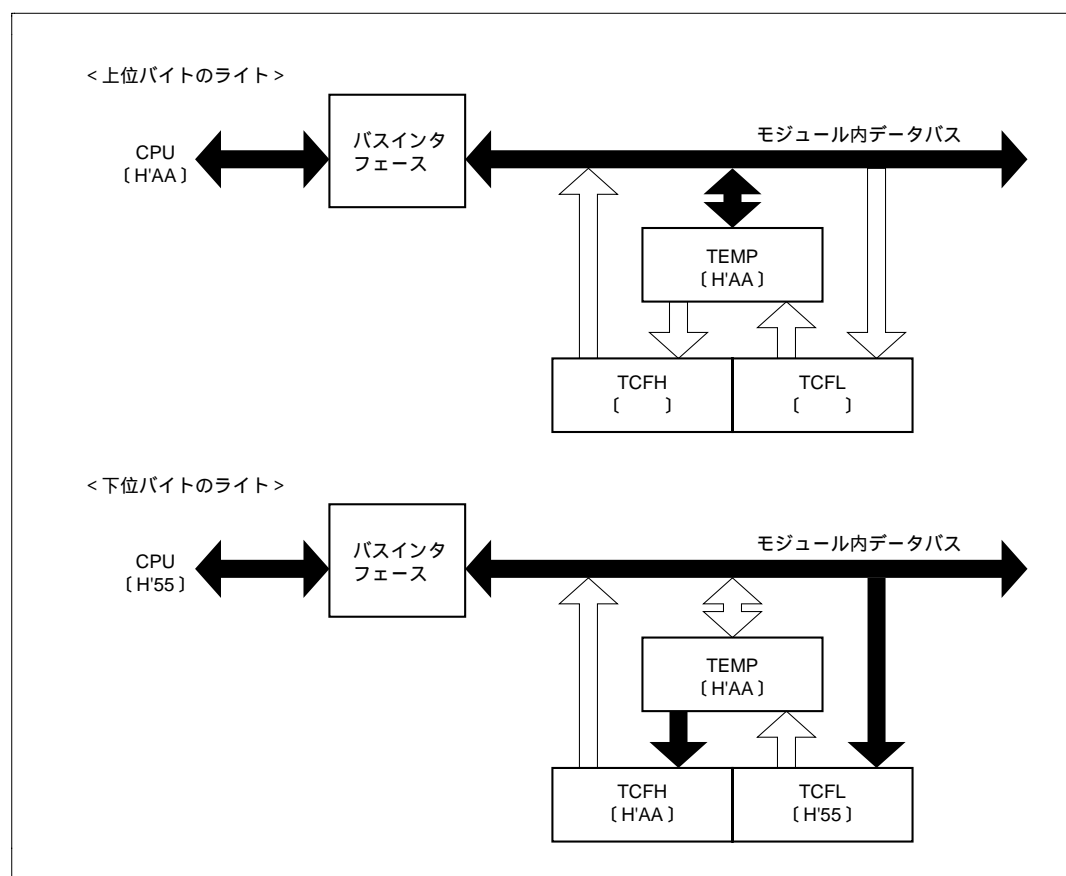 <上位バイトのライト>
CPU
〔H'AA〕
バスインタ
フェース
モジュール内データバス
TEMP
〔H'AA〕
TCFH
〔　　〕
TCFL
〔　　〕
<下位バイトのライト>
CPU
〔H'55〕
バスインタ
フェース
モジュール内データバス
TEMP
〔H'AA〕
TCFH
〔H'AA〕
TCFL
〔H'55〕